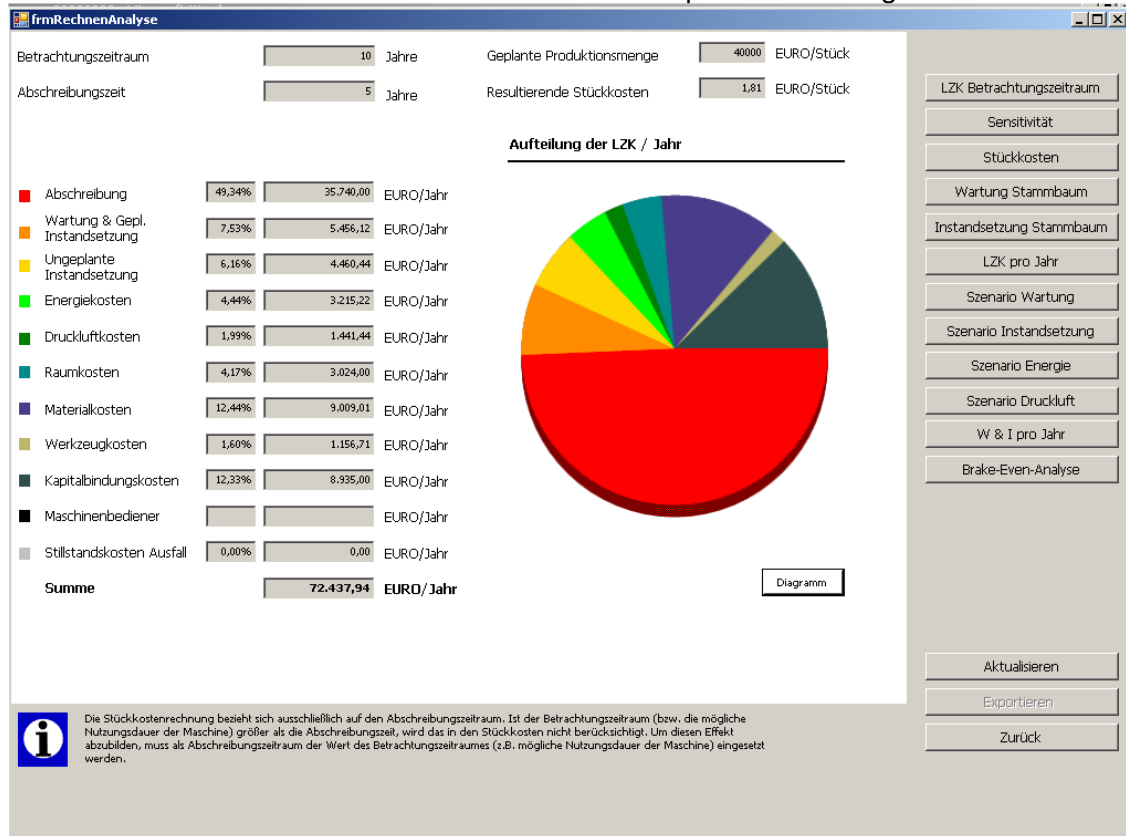 frmRechnenAnalyse
Betrachtungszeitraum 10 Jahre Geplante Produktionsmenge 40000 EURO/Stück
Abschreibungszeit 5 Jahre Resultierende Stückkosten 1,81 EURO/Stück
Aufteilung der LZK / Jahr
Abschreibung 49,34% 35.740,00 EURO/Jahr
Wartung & Gepl.
Instandsetzung 7,53% 5.456,12 EURO/Jahr
Ungeplante
Instandsetzung 6,16% 4.460,44 EURO/Jahr
Energiekosten 4,44% 3.215,22 EURO/Jahr
Druckluftkosten 1,99% 1.441,44 EURO/Jahr
Raumkosten 4,17% 3.024,00 EURO/Jahr
Materialkosten 12,44% 9.009,01 EURO/Jahr
Werkzeugkosten 1,60% 1.156,71 EURO/Jahr
Kapitalbindungskosten 12,33% 8.935,00 EURO/Jahr
Maschinenbediener EURO/Jahr
Stillstandskosten Ausfall 0,00% 0,00 EURO/Jahr
Summe 72.437,94 EURO/Jahr
Diagramm
LZK Betrachtungszeitraum
Sensitivität
Stückkosten
Wartung Stammbaum
Instandsetzung Stammbaum
LZK pro Jahr
Szenario Wartung
Szenario Instandsetzung
Szenario Energie
Szenario Druckluft
W & I pro Jahr
Brake-Even-Analyse
Aktualisieren
Exportieren
Zurück
Die Stückkostenrechnung bezieht sich ausschließlich auf den Abschreibungszeitraum. Ist der Betrachtungszeitraum (bzw. die mögliche
Nutzungsdauer der Maschine) größer als die Abschreibungszeit, wird das in den Stückkosten nicht berücksichtigt. Um diesen Effekt
abzubilden, muss als Abschreibungszeitraum der Wert des Betrachtungszeitraumes (z.B. mögliche Nutzungsdauer der Maschine) eingesetzt
werden.